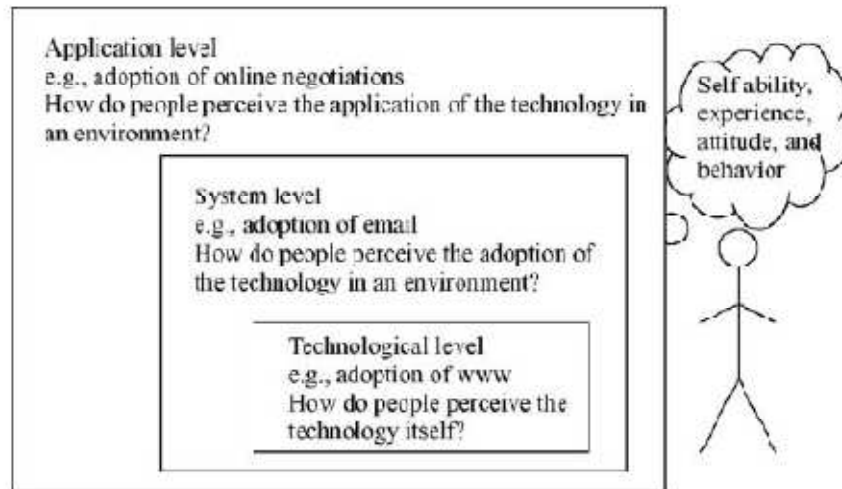 Application level
e.g., adoption of online negotiations
How do people perceive the application of the technology in
an environment?
System level
e.g., adoption of email
How do people perceive the adoption of
the technology in an environment?
Technological level
e.g., adoption of www
How do people perceive the
technology itself?
Self ability,
experience,
attitude, and
behavior